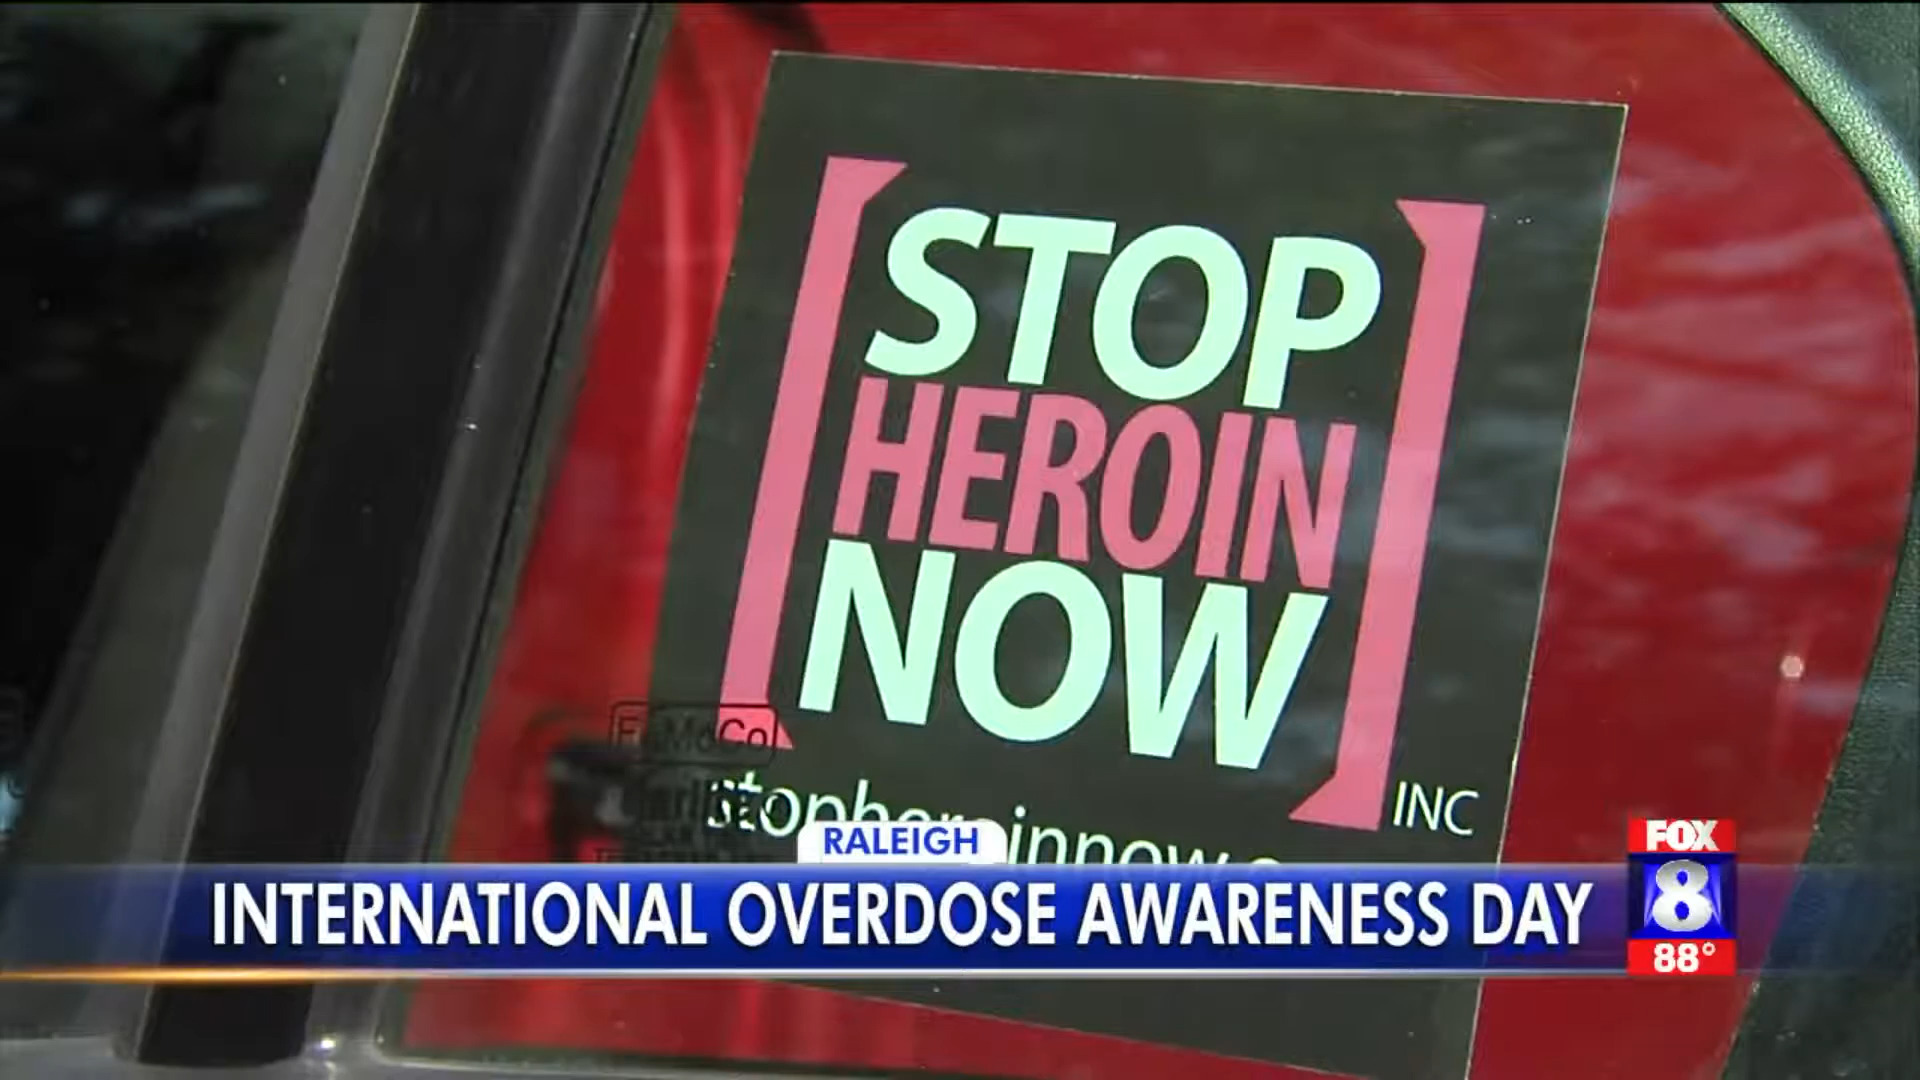 STOP
HEROIN
NOW
INC
RALEIGH
INTERNATIONAL OVERDOSE AWARENESS DAY
FOX
8
88°